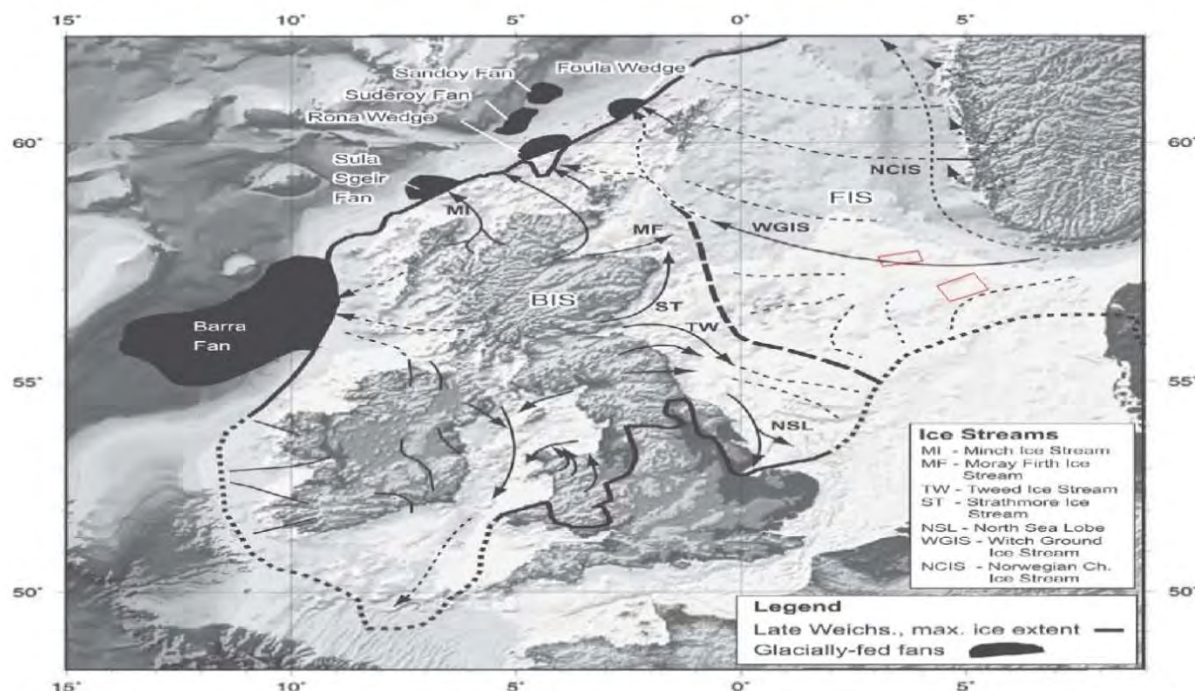 15° 10° 5° 0° 5°
Sandoy Fan
Foula Wedge
Suderoy Fan
Rona Wedge
60° 60°
Sula
Sgeir
Fan
NCIS
FIS
MI
MF
WGIS
BIS
ST
Barra
Fan
TW
55° 55°
NSL
Ice Streams
MI - Minch Ice Stream
MF - Moray Firth Ice
Stream
TW - Tweed Ice Stream
ST - Strathmore Ice
Stream
NSL - North Sea Lobe
WGIS - Witch Ground
Ice Stream
NCIS - Norwegian Ch.
Ice Stream
50° 50°
Legend
Late Weichs., max. ice extent
Glacially-fed fans
15° 10° 5° 0° 5°